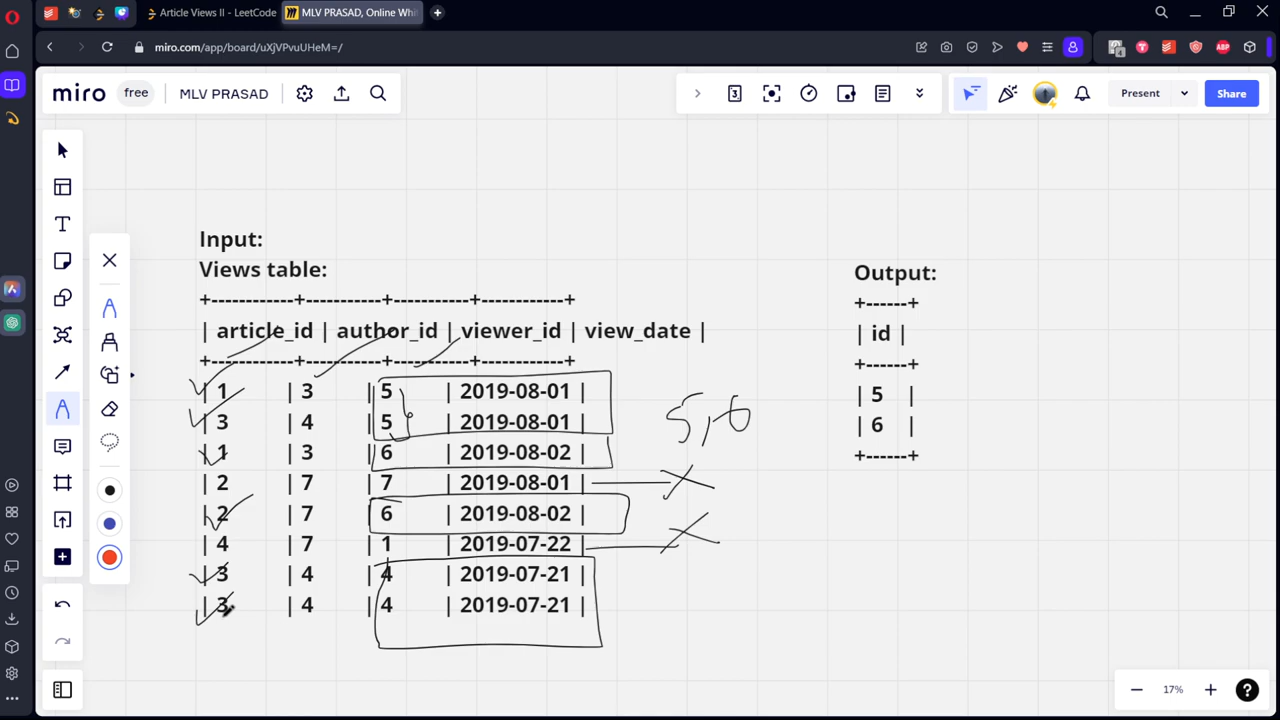 Article Views II - LeetCode
MLV PRASAD, Online Whi
miro.com/app/board/uXjVPvuUHeM=/
ABP
miro
free
MLV PRASAD
3
Present
Share
Input:
Views table:
+------------+-----------+-----------+------------+
| article_id | author_id | viewer_id | view_date |
+------------+-----------+-----------+------------+
| 1 | 3 | 5 | 2019-08-01 |
| 3 | 4 | 5 | 2019-08-01 |
| 1 | 3 | 6 | 2019-08-02 |
| 2 | 7 | 7 | 2019-08-01 |
| 2 | 7 | 6 | 2019-08-02 |
| 4 | 7 | 1 | 2019-07-22 |
| 3 | 4 | 4 | 2019-07-21 |
| 3 | 4 | 4 | 2019-07-21 |
5, 6
Output:
+------+
| id |
+------+
| 5 |
| 6 |
+------+
17%